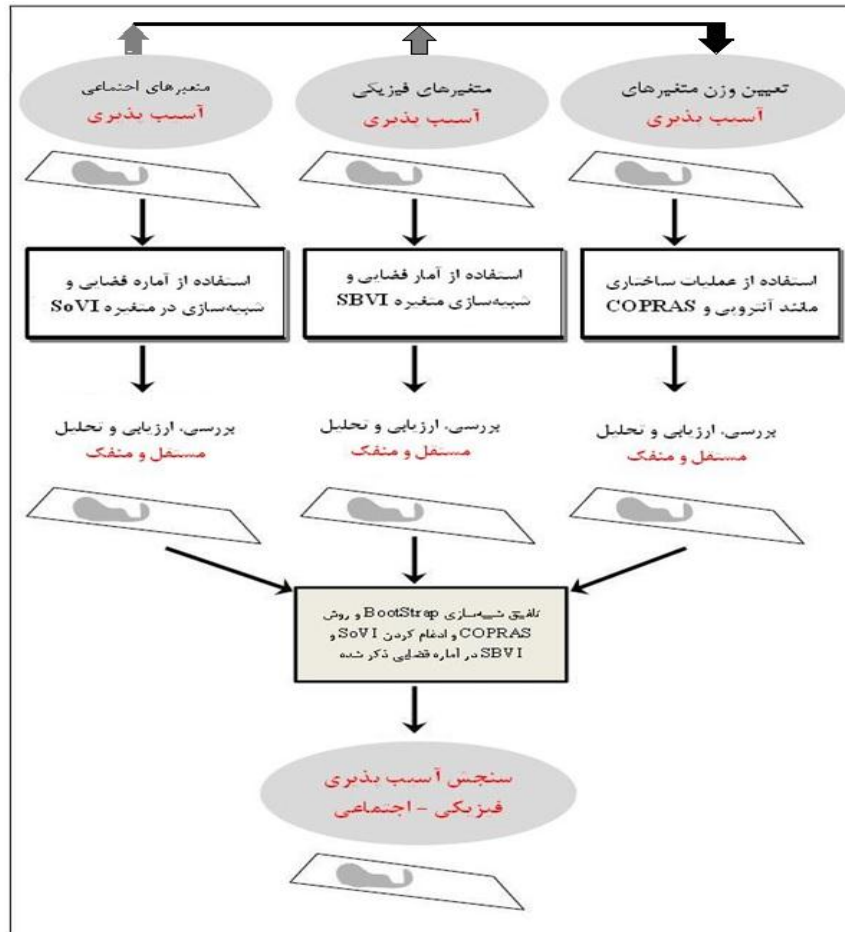 تعیین وزن متغیرهای
آسیب پذیری
متغیرهای فیزیکی
آسیب پذیری
متغیرهای اجتماعی
آسیب پذیری
استفاده از عملیات ساختاری
مانند آنتروپی و COPRAS
استفاده از آمار فضایی و
شبیه‌سازی متغیره SBVI
استفاده از آماره فضایی و
شبیه‌سازی در متغیره SoVI
بررسی، ارزیابی و تحلیل
مستقل و منفک
بررسی، ارزیابی و تحلیل
مستقل و منفک
بررسی، ارزیابی و تحلیل
مستقل و منفک
تلفیق شبیه‌سازی BootStrap و روش
COPRAS و ادغام کردن SoVI و
SBVI در آماره فضایی ذکر شده
سنجش آسیب پذیری
فیزیکی - اجتماعی